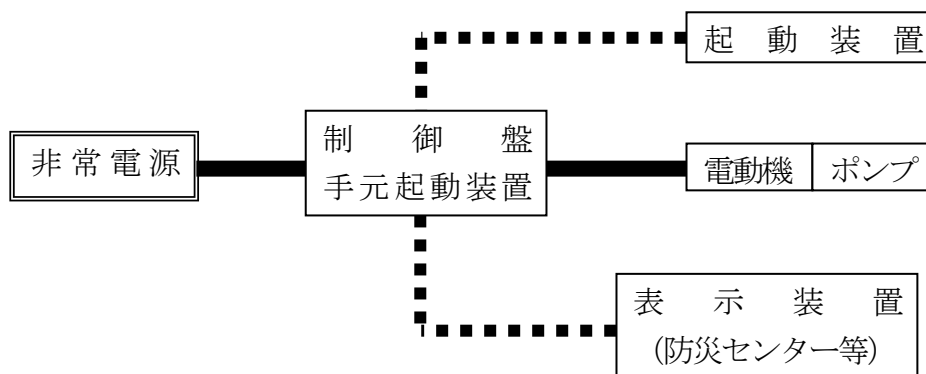 起動装置
非常電源
制御盤
手元起動装置
電動機
ポンプ
表示装置
(防災センター等)